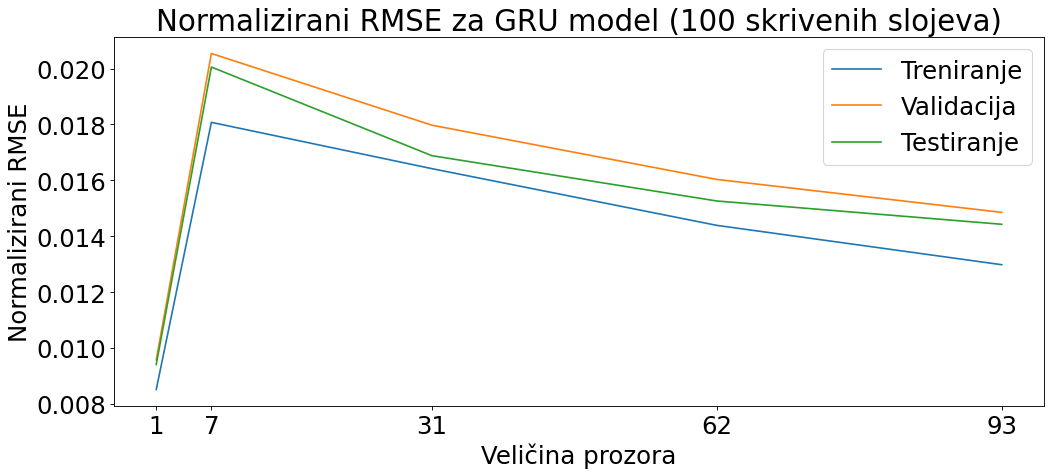 Normalizirani RMSE za GRU model (100 skrivenih slojeva)
Normalizirani RMSE
0.020
0.018
0.016
0.014
0.012
0.010
0.008
Treniranje
Validacija
Testiranje
1 7 31 62 93
Veličina prozora